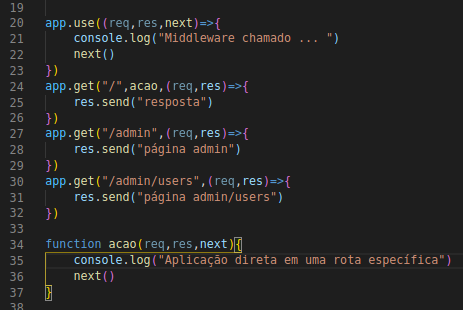 19
20 app.use((req,res,next)=>{
21 console.log("Middleware chamado ... ")
22 next()
23 })
24 app.get("/",acao,(req,res)=>{
25 res.send("resposta")
26 })
27 app.get("/admin",(req,res)=>{
28 res.send("página admin")
29 })
30 app.get("/admin/users",(req,res)=>{
31 res.send("página admin/users")
32 })
33
34 function acao(req,res,next){
35 console.log("Aplicação direta em uma rota específica")
36 next()
37 }
38